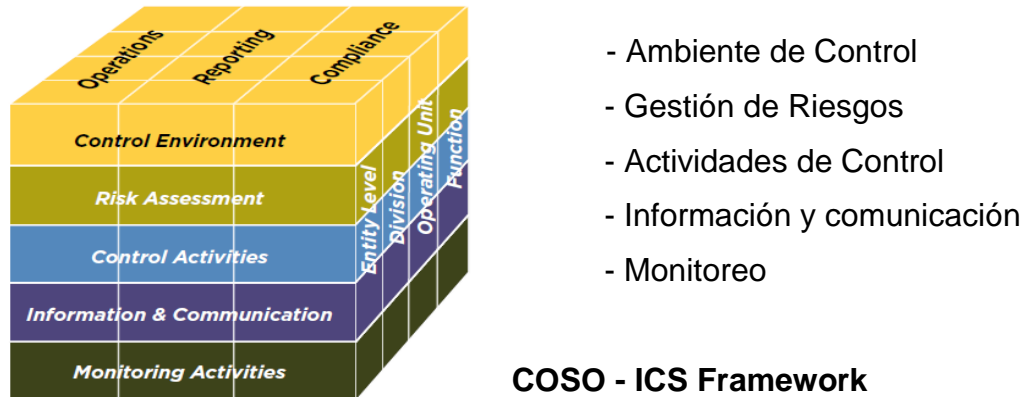 Operations
Reporting
Compliance
Control Environment
Risk Assessment
Control Activities
Information & Communication
Monitoring Activities
Entity Level
Division
Operating Unit
Function
- Ambiente de Control
- Gestión de Riesgos
- Actividades de Control
- Información y comunicación
- Monitoreo
COSO - ICS Framework